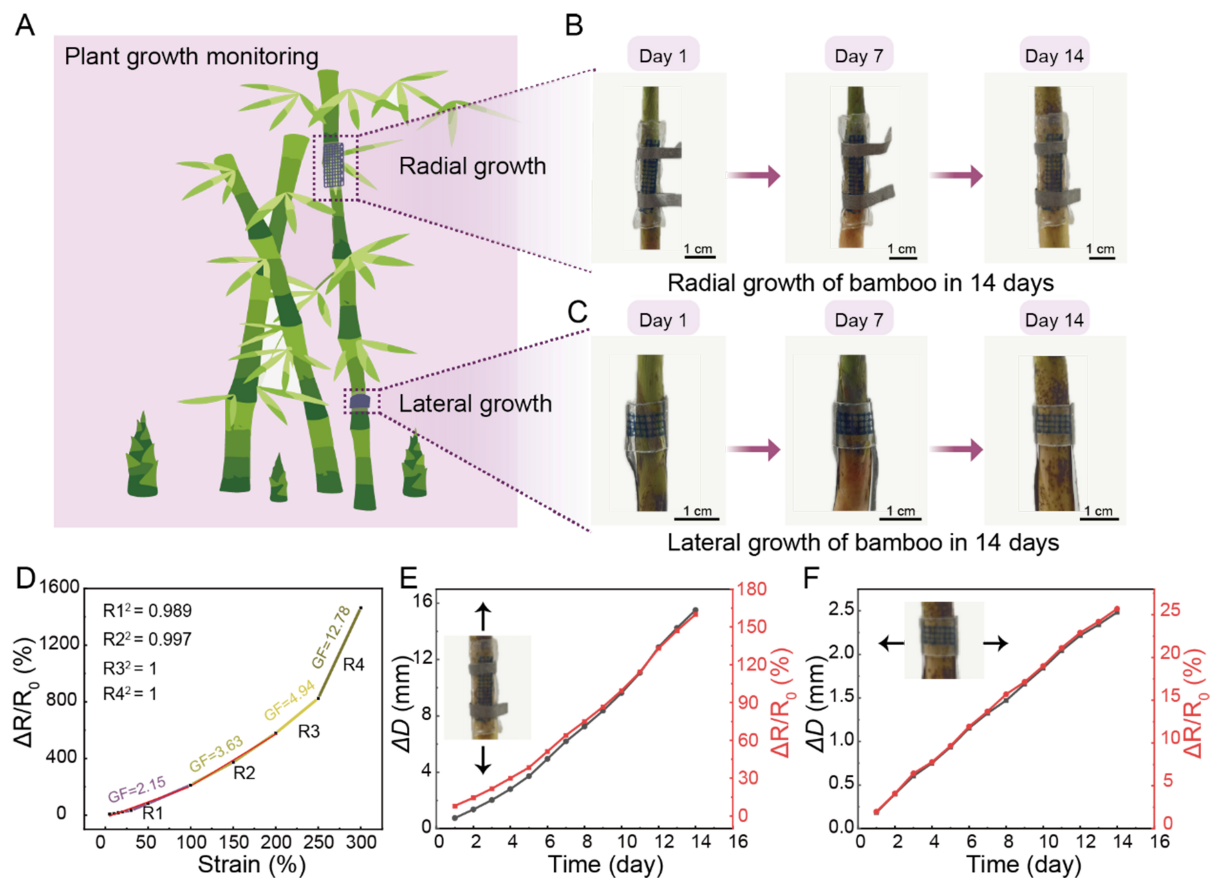 A
Plant growth monitoring
Radial growth
Lateral growth
B
Day 1
Day 7
Day 14
1 cm
1 cm
1 cm
Radial growth of bamboo in 14 days
C
Day 1
Day 7
Day 14
1 cm
1 cm
1 cm
Lateral growth of bamboo in 14 days
D
ΔR/R₀ (%)
1600
1200
800
400
0
R1² = 0.989
R2² = 0.997
R3² = 1
R4² = 1
GF=2.15
GF=3.63
GF=4.94
GF=12.78
R1
R2
R3
R4
50 100 150 200 250 300
Strain (%)
E
ΔD (mm)
16
12
8
4
0
180
150
120
90
60
30
0
ΔR/R₀ (%)
0 2 4 6 8 10 12 14 16
Time (day)
F
ΔD (mm)
2.5
2.0
1.5
1.0
0.5
0.0
25
20
15
10
5
0
ΔR/R₀ (%)
0 2 4 6 8 10 12 14 16
Time (day)